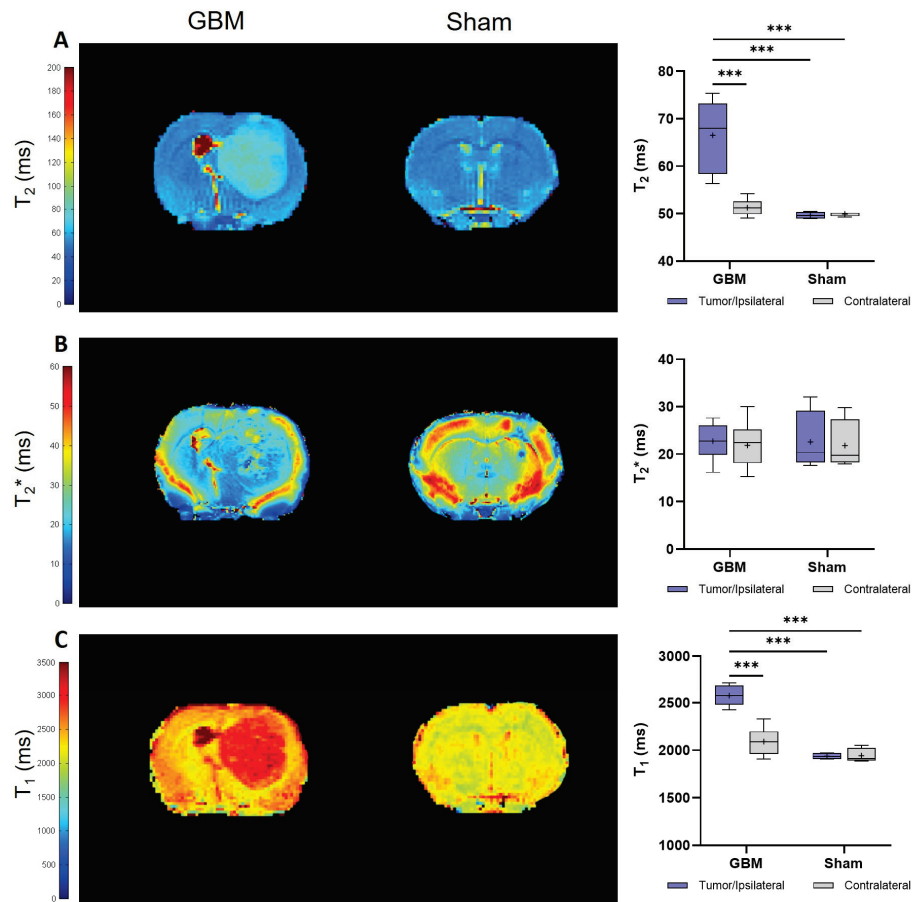 GBM Sham
A
T2 (ms)
200
180
160
140
120
100
80
60
40
20
0
*** 
***
***
80
70
60
50
40
T2 (ms)
GBM Sham
Tumor/Ipsilateral Contralateral
B
T2* (ms)
60
50
40
30
20
10
0
40
30
20
10
0
T2* (ms)
GBM Sham
Tumor/Ipsilateral Contralateral
C
T1 (ms)
3500
3000
2500
2000
1500
1000
500
0
***
***
***
3000
2500
2000
1500
1000
T1 (ms)
GBM Sham
Tumor/Ipsilateral Contralateral